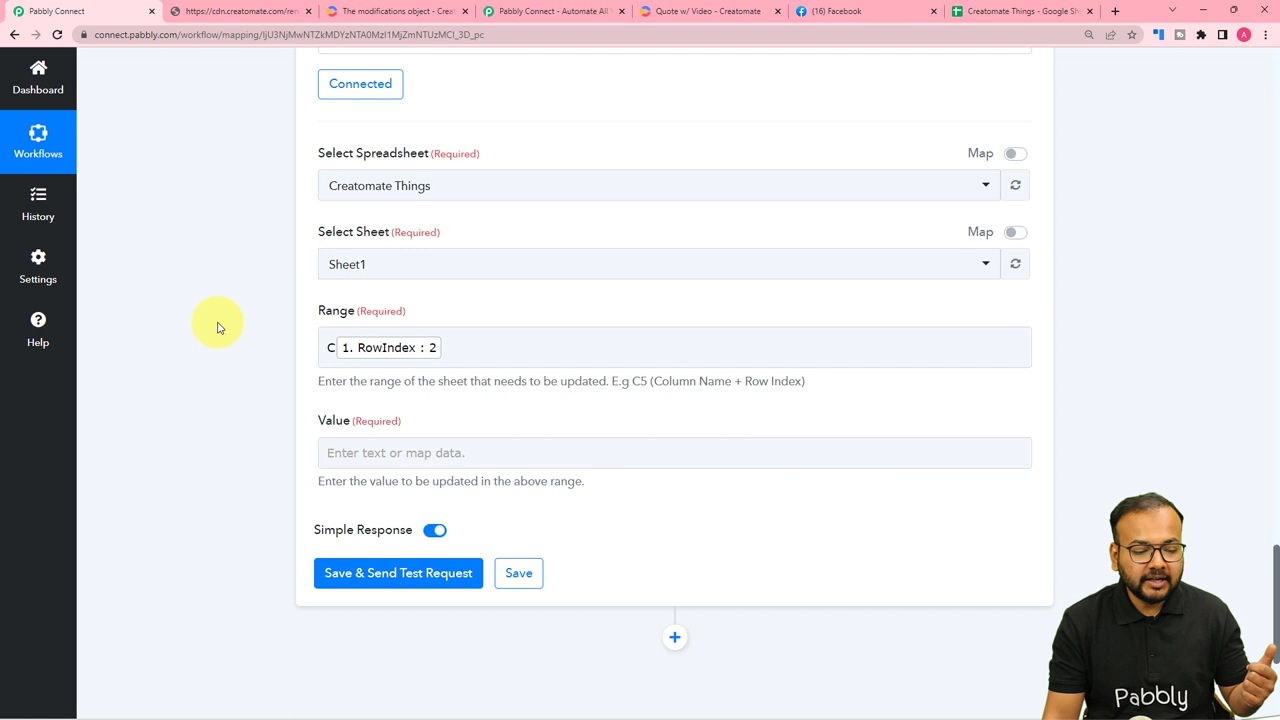 Pabbly Connect
https://cdn.creatomate.com/ren
The modifications object - Creat
Pabbly Connect - Automate All
Quote w/ Video - Creatomate
(16) Facebook
Creatomate Things - Google Sh
connect.pabbly.com/workflow/mapping/
A
Dashboard
Workflows
History
Settings
Help
Connected
Select Spreadsheet (Required)
Map
Creatomate Things
Select Sheet (Required)
Map
Sheet1
Range (Required)
C 1. RowIndex : 2
Enter the range of the sheet that needs to be updated. E.g C5 (Column Name + Row Index)
Value (Required)
Enter text or map data.
Enter the value to be updated in the above range.
Simple Response
Save & Send Test Request
Save
Pabbly